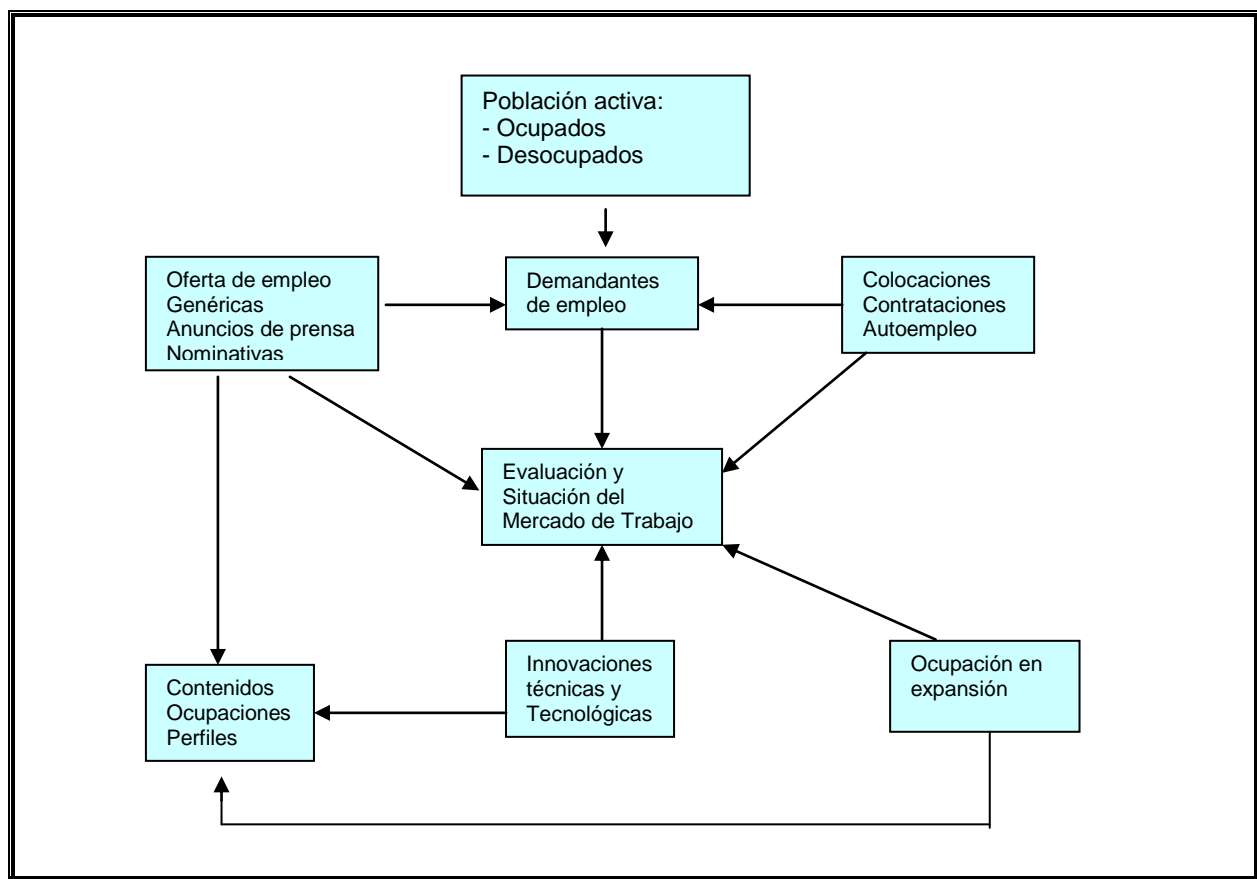 Población activa:
- Ocupados
- Desocupados
Oferta de empleo
Genéricas
Anuncios de prensa
Nominativas
Demandantes
de empleo
Colocaciones
Contrataciones
Autoempleo
Evaluación y
Situación del
Mercado de Trabajo
Contenidos
Ocupaciones
Perfiles
Innovaciones
técnicas y
Tecnológicas
Ocupación en
expansión